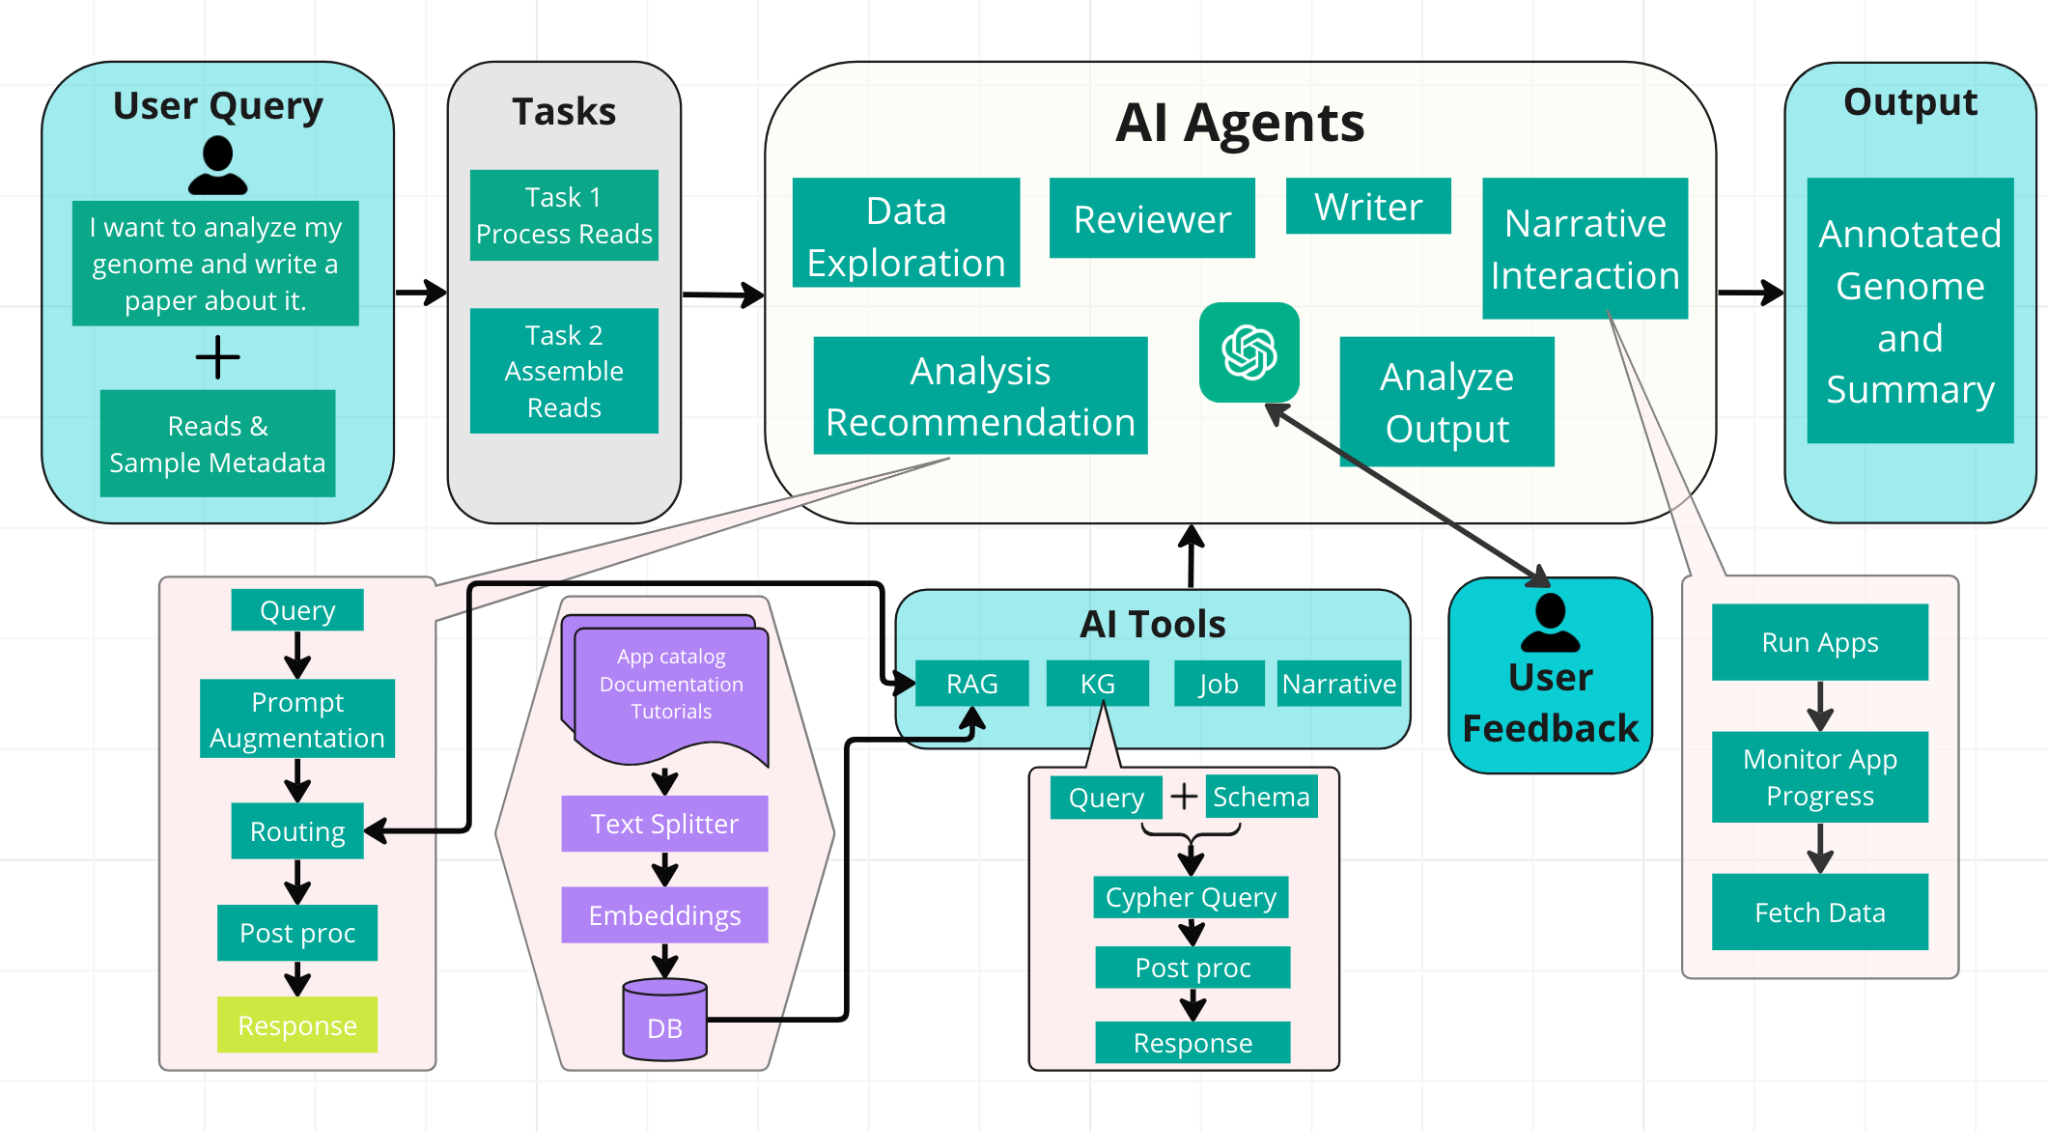 User Query
I want to analyze my
genome and write a
paper about it.
+
Reads &
Sample Metadata
Tasks
Task 1
Process Reads
Task 2
Assemble
Reads
AI Agents
Data
Exploration
Reviewer
Writer
Narrative
Interaction
Analysis
Recommendation
Analyze
Output
Output
Annotated
Genome
and
Summary
Query
Prompt
Augmentation
Routing
Post proc
Response
App catalog
Documentation
Tutorials
Text Splitter
Embeddings
DB
AI Tools
RAG
KG
Job
Narrative
Query + Schema
Cypher Query
Post proc
Response
User
Feedback
Run Apps
Monitor App
Progress
Fetch Data